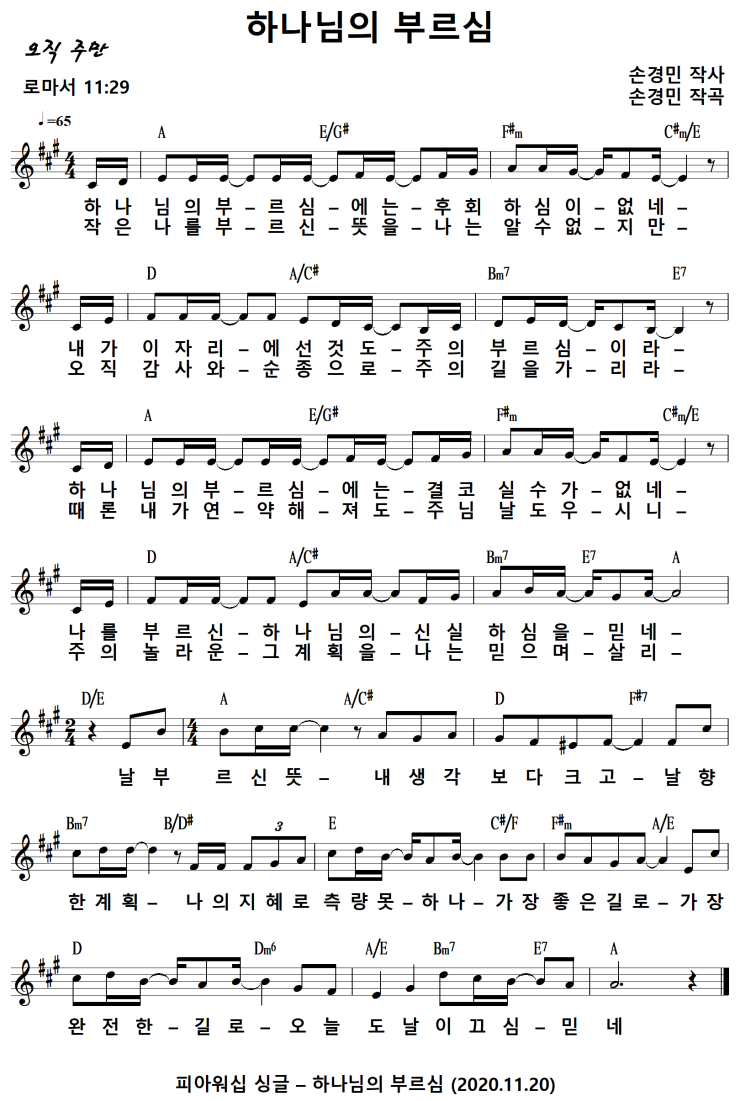 하나님의 부르심
오직 주만
로마서 11:29
손경민 작사
손경민 작곡
♩=65
A E/G# F#m C#m/E
하 나 님 의 부 – 르 심 – 에 는 – 후 회 하 심 이 – 없 네 –
작 은 나 를 부 – 르 신 – 뜻 을 – 나 는 알 수 없 – 지 만 –
D A/C# Bm7 E7
내 가 이 자 리 – 에 선 것 도 – 주 의 부 르 심 – 이 라 –
오 직 감 사 와 – 순 종 으 로 – 주 의 길 을 가 – 리 라 –
A E/G# F#m C#m/E
하 나 님 의 부 – 르 심 – 에 는 – 결 코 실 수 가 – 없 네 –
때 론 내 가 연 – 약 해 – 져 도 – 주 님 날 도 우 – 시 니 –
D A/C# Bm7 E7 A
나 를 부 르 신 – 하 나 님 의 – 신 실 하 심 을 – 믿 네 –
주 의 놀 라 운 – 그 계 획 을 – 나 는 믿 으 며 – 살 리 –
D/E A A/C# D F#7
날 부 르 신 뜻 – 내 생 각 보 다 크 고 – 날 향
Bm7 B/D# 3 E C#/F F#m A/E
한 계 획 – 나 의 지 혜 로 측 량 못 – 하 나 – 가 장 좋 은 길 로 – 가 장
D Dm6 A/E Bm7 E7 A
완 전 한 – 길 로 – 오 늘 도 날 이 끄 심 – 믿 네
피아워십 싱글 – 하나님의 부르심 (2020.11.20)